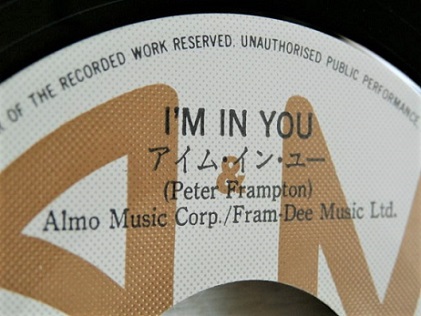 OF THE RECORDED WORK RESERVED. UNAUTHORISED PUBLIC PERFORMANCE
I'M IN YOU
アイム・イン・ユー
&
(Peter Frampton)
Almo Music Corp./Fram-Dee Music Ltd.